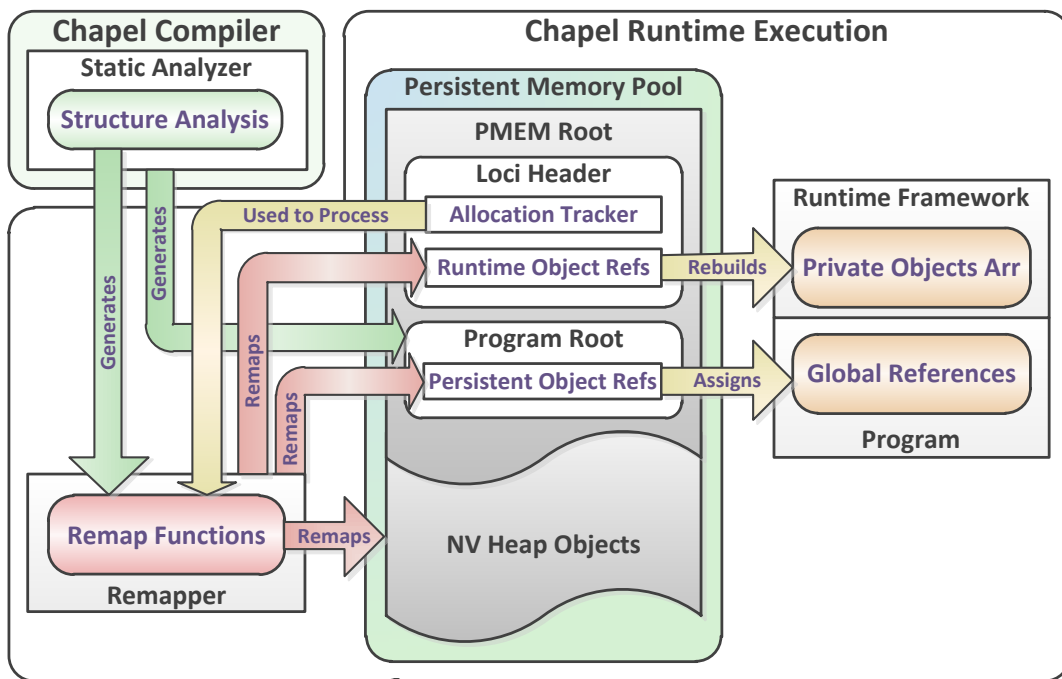 Chapel Compiler
Static Analyzer
Structure Analysis
Chapel Runtime Execution
Persistent Memory Pool
PMEM Root
Loci Header
Allocation Tracker
Used to Process
Runtime Object Refs
Rebuilds
Runtime Framework
Private Objects Arr
Generates
Generates
Program Root
Persistent Object Refs
Assigns
Global References
Program
Remaps
Remaps
Remap Functions
Remaps
Remapper
NV Heap Objects